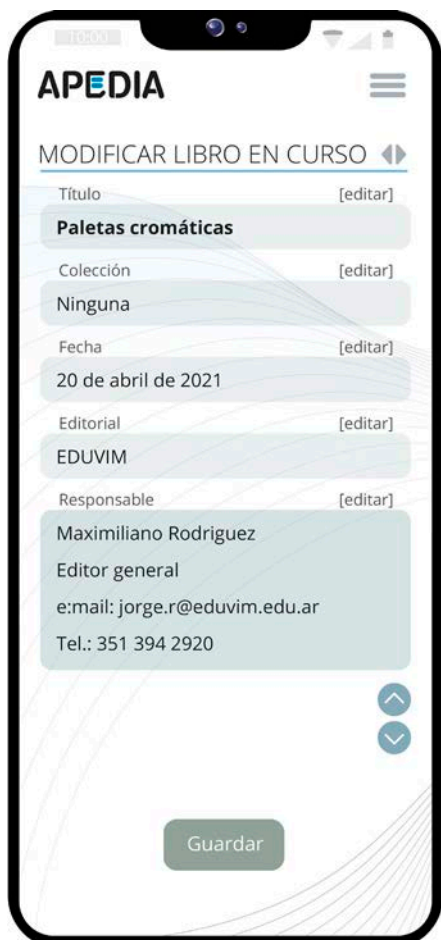 10:00
APEDIA
MODIFICAR LIBRO EN CURSO
Título [editar]
Paletas cromáticas
Colección [editar]
Ninguna
Fecha [editar]
20 de abril de 2021
Editorial [editar]
EDUVIM
Responsable [editar]
Maximiliano Rodriguez
Editor general
e:mail: jorge.r@eduvim.edu.ar
Tel.: 351 394 2920
Guardar